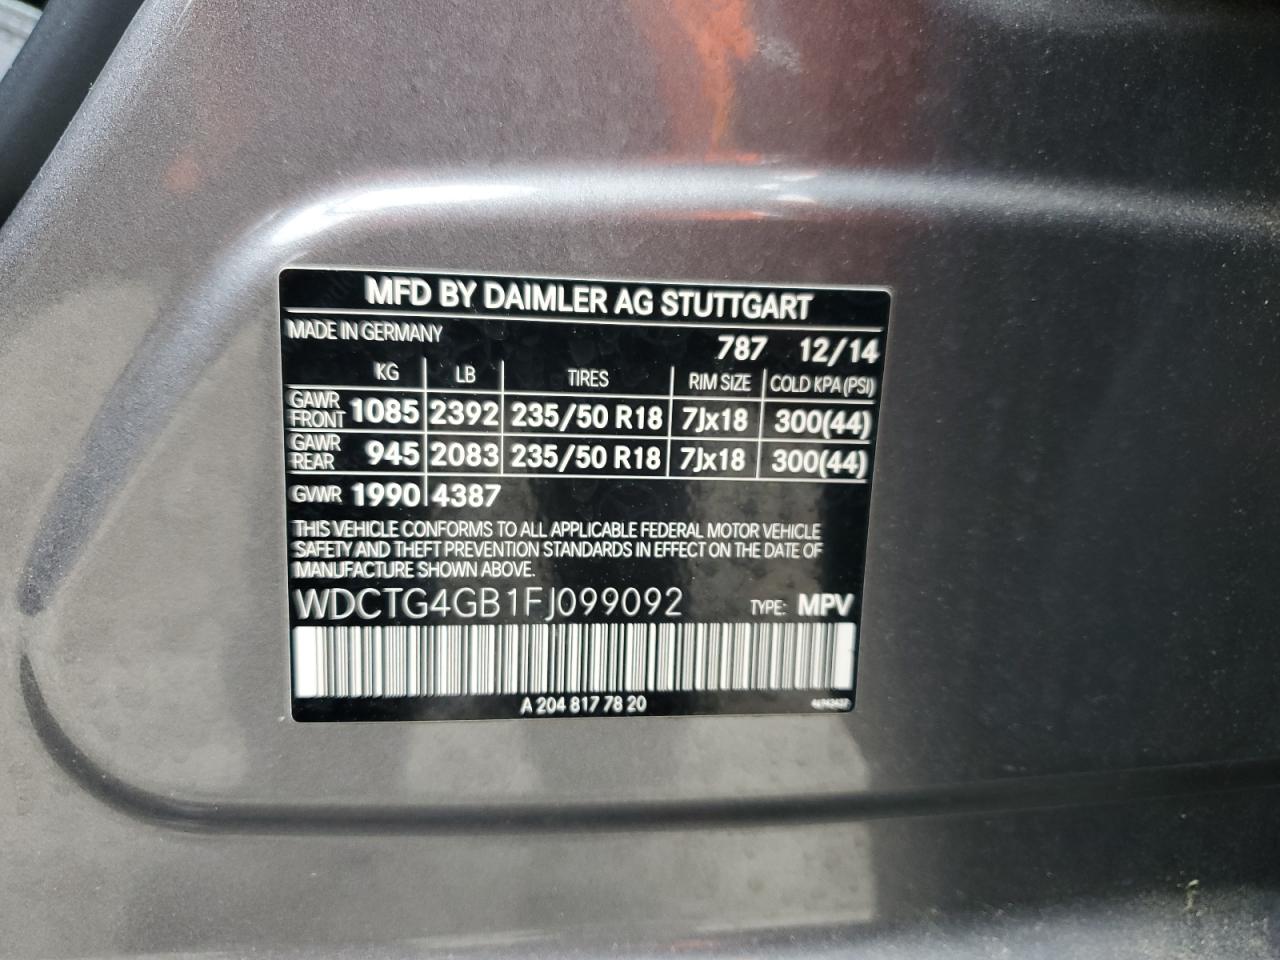 MFD BY DAIMLER AG STUTTGART
MADE IN GERMANY
787 12/14
KG LB TIRES RIM SIZE COLD KPA (PSI)
GAWR FRONT 1085 2392 235/50 R18 7Jx18 300(44)
GAWR REAR 945 2083 235/50 R18 7Jx18 300(44)
GVWR 1990 4387
THIS VEHICLE CONFORMS TO ALL APPLICABLE FEDERAL MOTOR VEHICLE
SAFETY AND THEFT PREVENTION STANDARDS IN EFFECT ON THE DATE OF
MANUFACTURE SHOWN ABOVE.
WDCTG4GB1FJ099092 TYPE: MPV
A 204 817 78 20